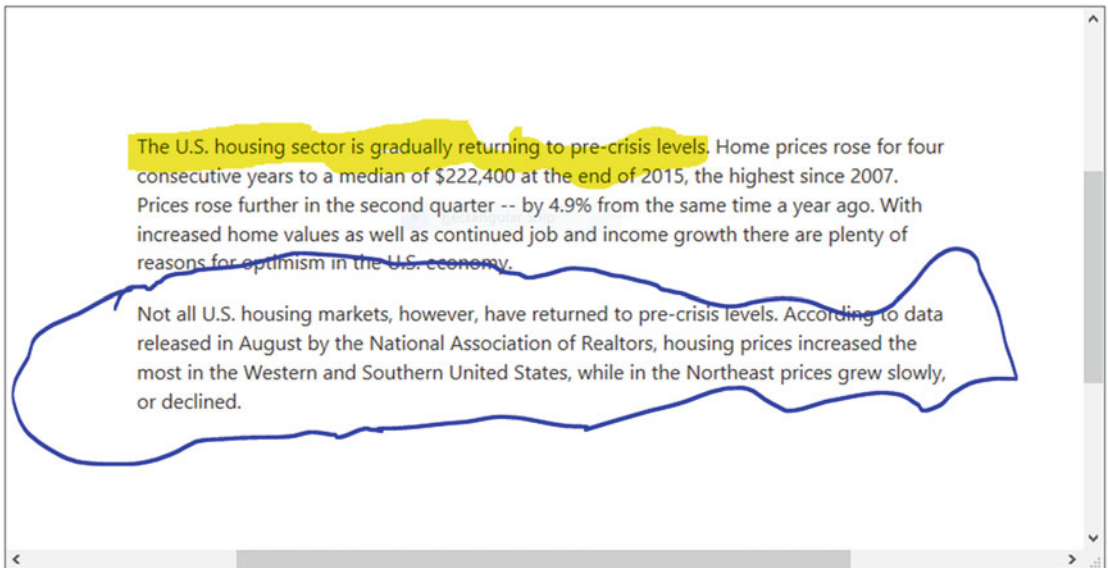 The U.S. housing sector is gradually returning to pre-crisis levels. Home prices rose for four
consecutive years to a median of $222,400 at the end of 2015, the highest since 2007.
Prices rose further in the second quarter -- by 4.9% from the same time a year ago. With
increased home values as well as continued job and income growth there are plenty of
reasons for optimism in the U.S. economy.
Not all U.S. housing markets, however, have returned to pre-crisis levels. According to data
released in August by the National Association of Realtors, housing prices increased the
most in the Western and Southern United States, while in the Northeast prices grew slowly,
or declined.